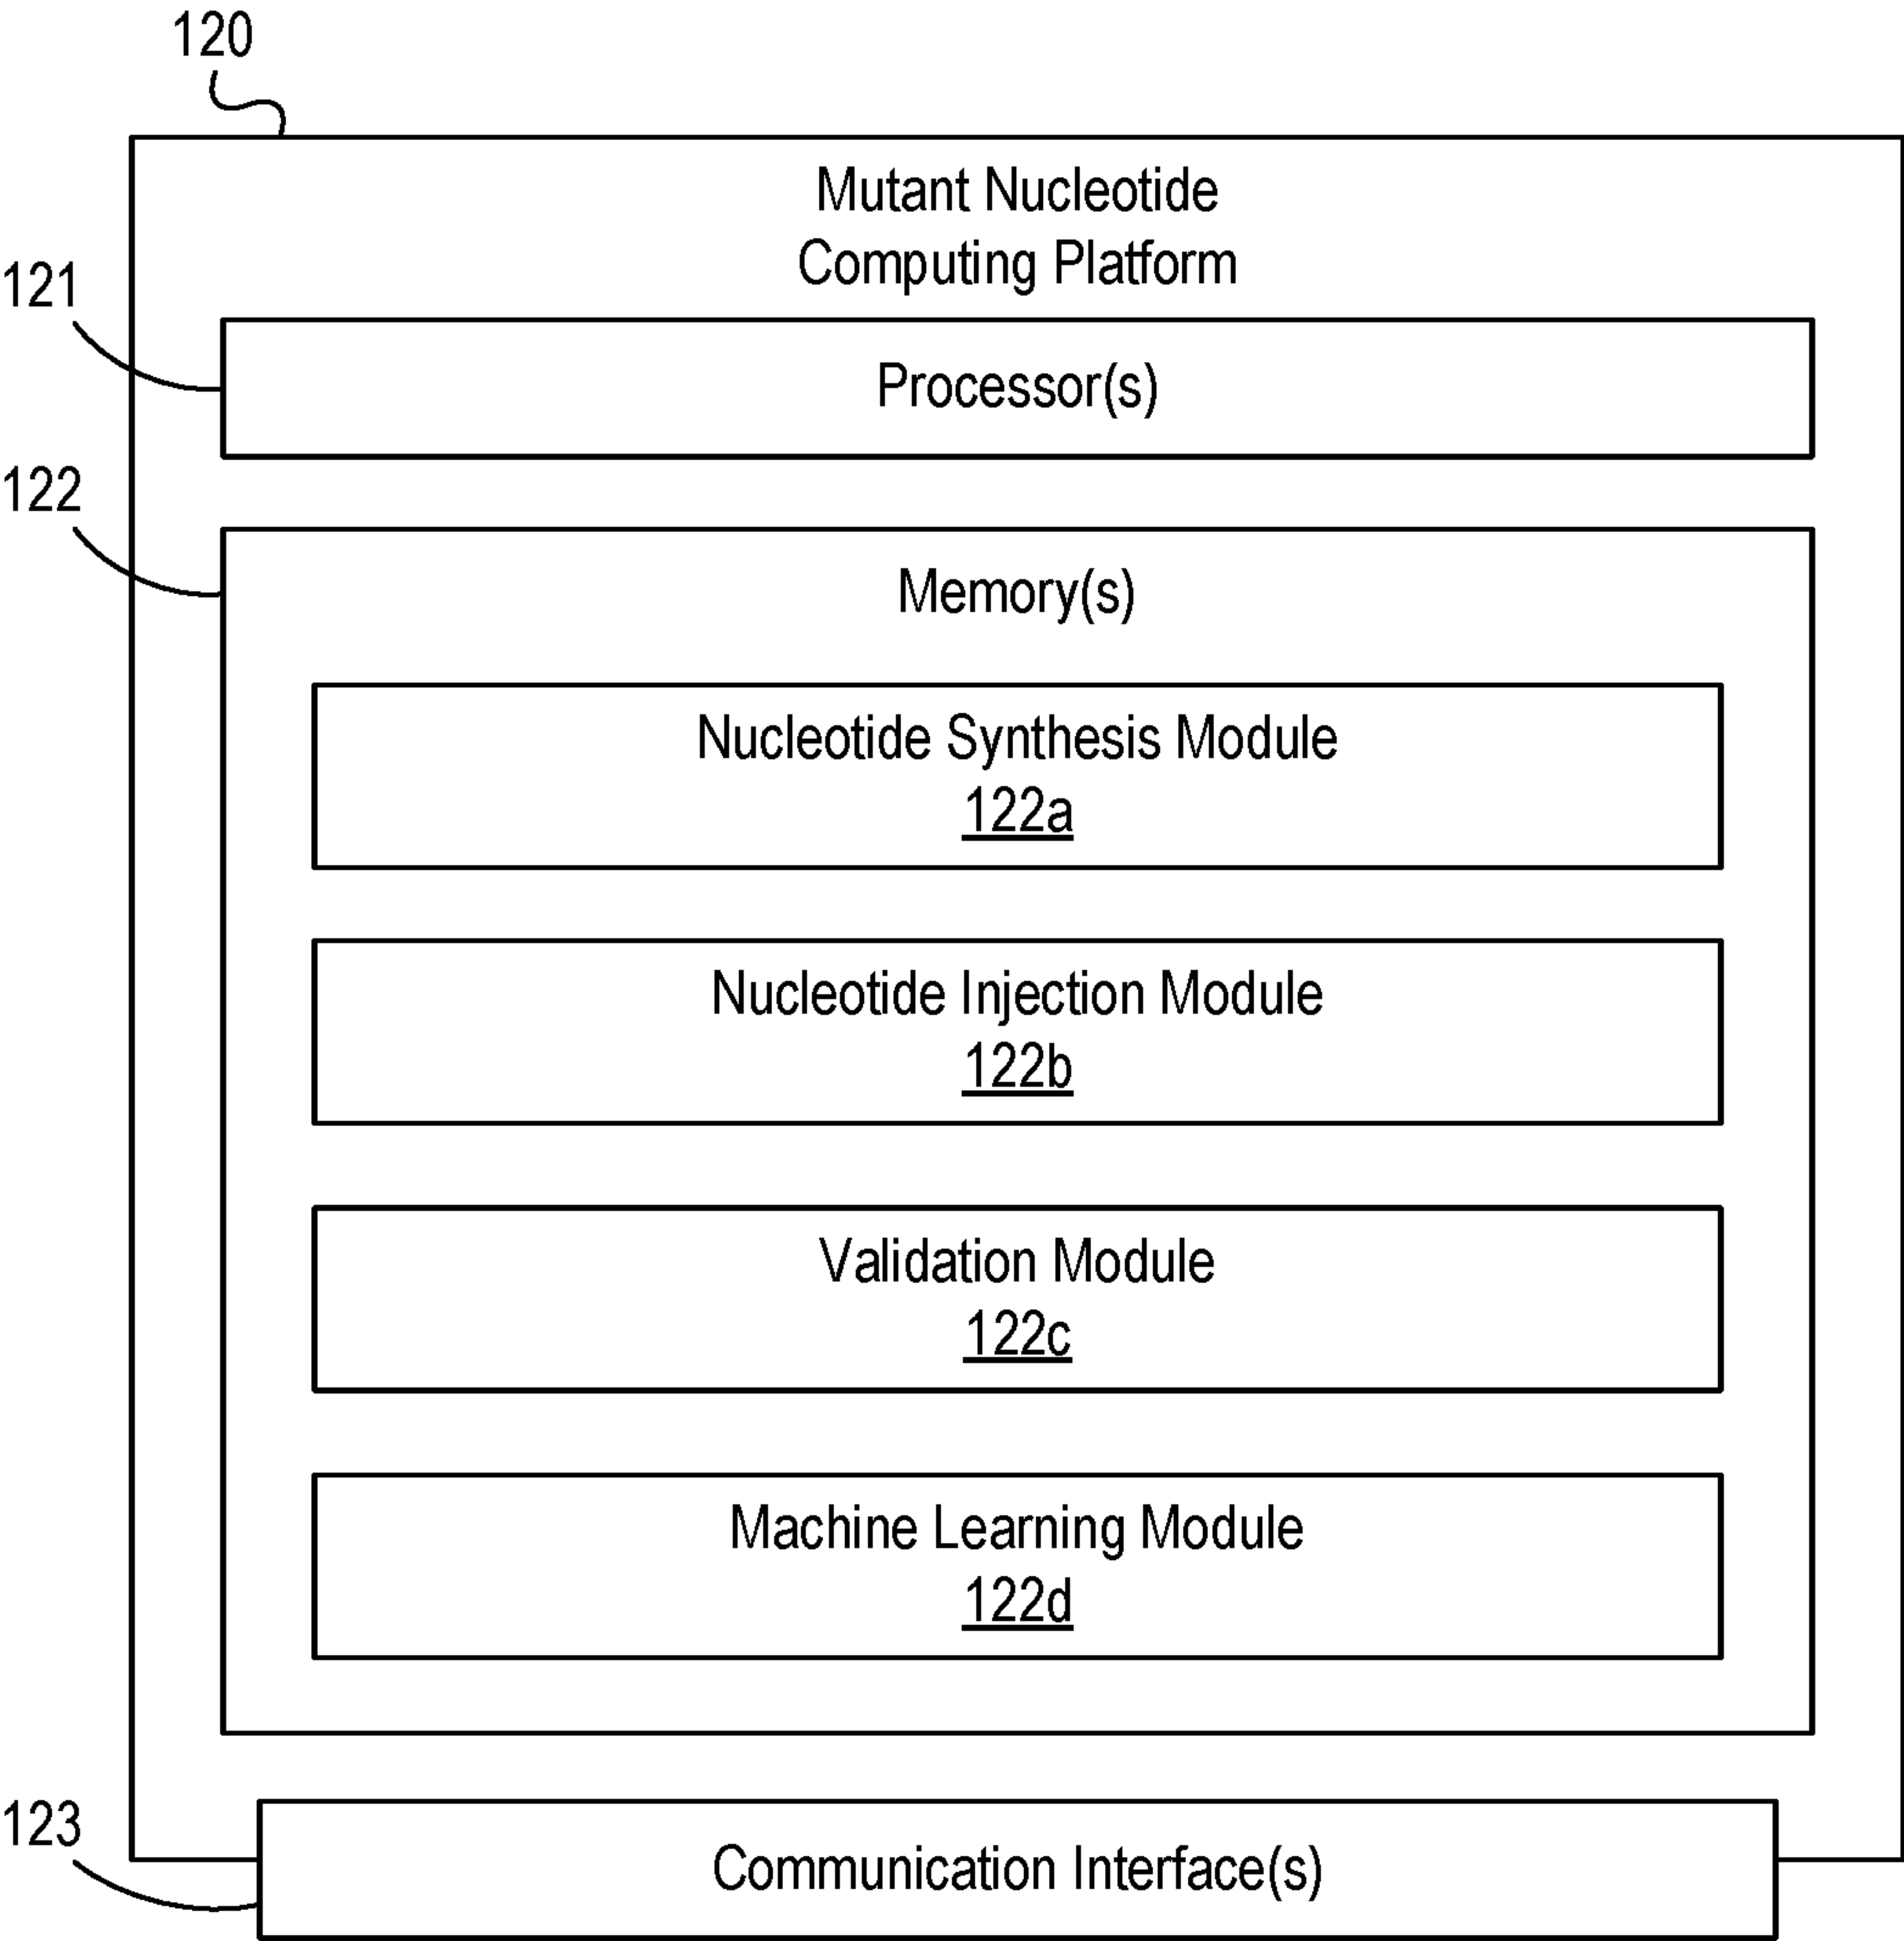 120
Mutant Nucleotide
Computing Platform
121
Processor(s)
122
Memory(s)
Nucleotide Synthesis Module
122a
Nucleotide Injection Module
122b
Validation Module
122c
Machine Learning Module
122d
123
Communication Interface(s)